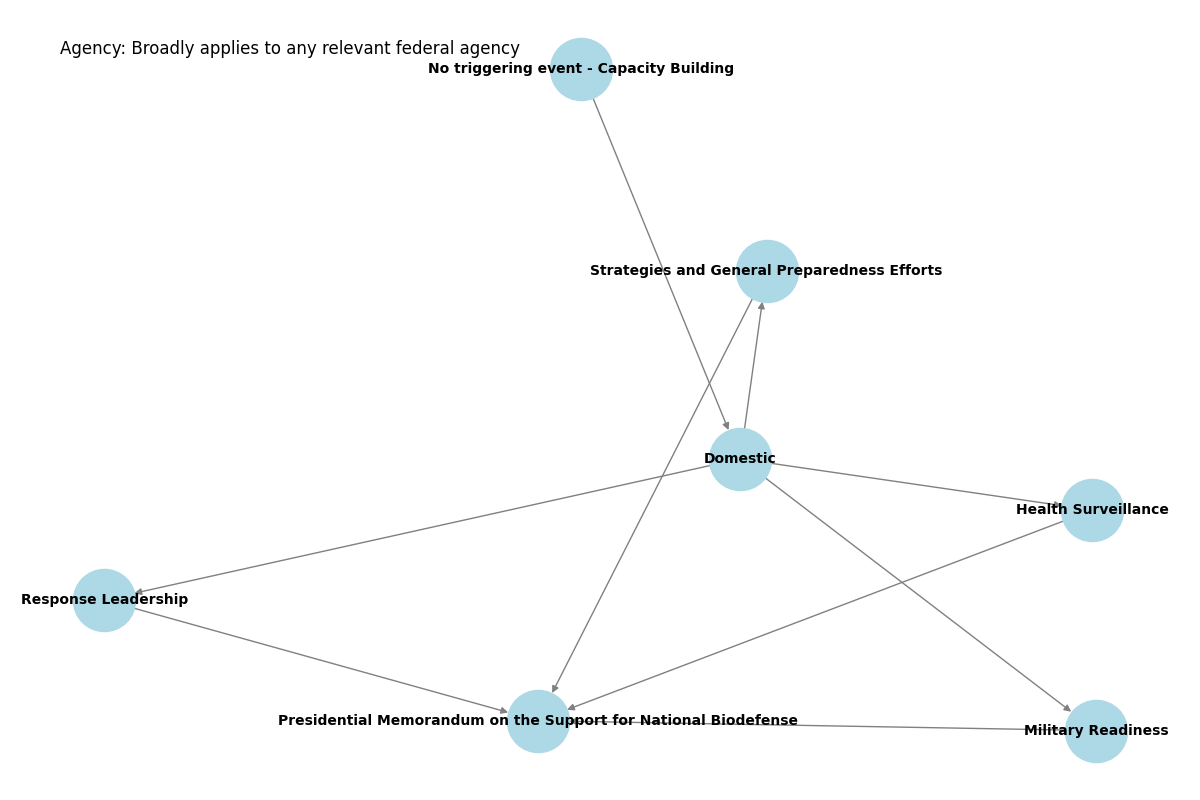 Agency: Broadly applies to any relevant federal agency
No triggering event - Capacity Building
Strategies and General Preparedness Efforts
Domestic
Health Surveillance
Response Leadership
Presidential Memorandum on the Support for National Biodefense
Military Readiness